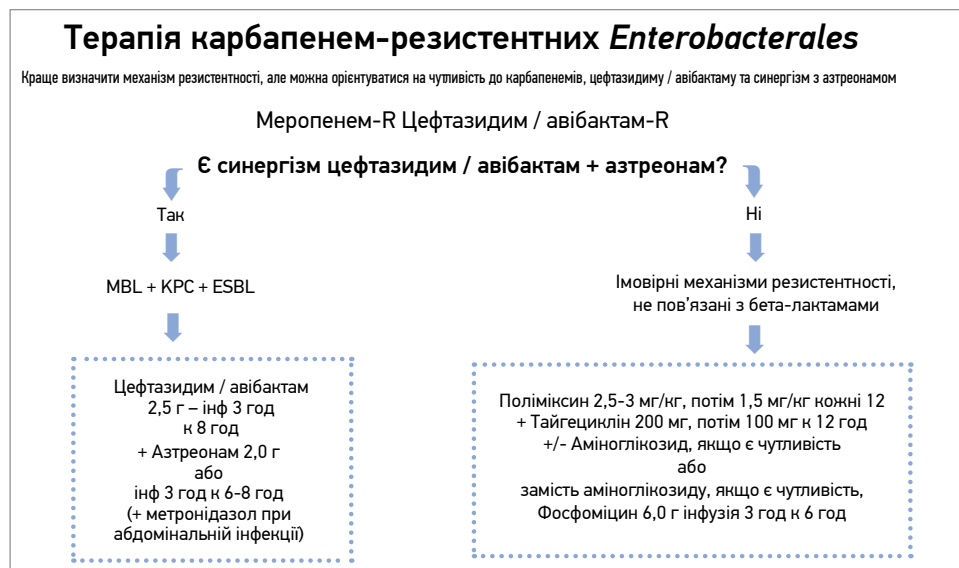 Терапія карбапенем-резистентних Enterobacterales
Краще визначити механізм резистентності, але можна орієнтуватися на чутливість до карбапенемів, цефтазидиму / авібактаму та синергізм з азтреонамом
Меропенем-R Цефтазидим / авібактам-R
Є синергізм цефтазидим / авібактам + азтреонам?
Так
MBL + KPC + ESBL
Цефтазидим / авібактам
2,5 г – інф 3 год
к 8 год
+ Азтреонам 2,0 г
або
інф 3 год к 6-8 год
(+ метронідазол при
абдомінальній інфекції)
Ні
Імовірні механізми резистентності,
не пов’язані з бета-лактамами
Поліміксин 2,5-3 мг/кг, потім 1,5 мг/кг кожні 12
+ Тайгециклін 200 мг, потім 100 мг к 12 год
+/- Аміноглікозид, якщо є чутливість
або
замість аміноглікозиду, якщо є чутливість,
Фосфоміцин 6,0 г інфузія 3 год к 6 год